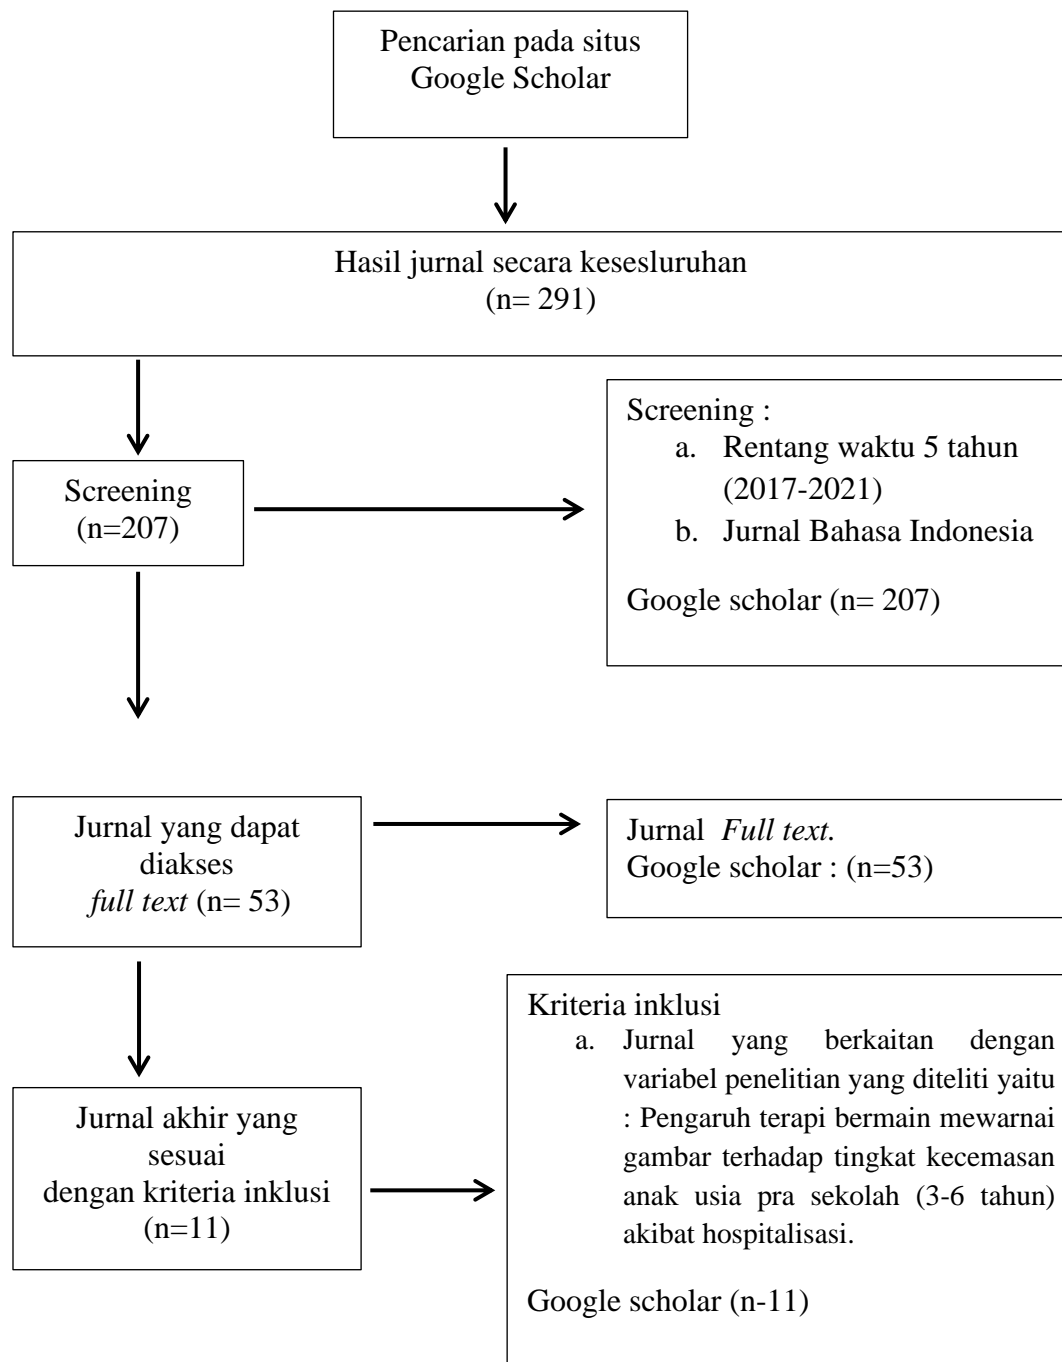 Pencarian pada situs
Google Scholar
Hasil jurnal secara kesesluruhan
(n= 291)
Screening
(n=207)
Screening :
a. Rentang waktu 5 tahun
(2017-2021)
b. Jurnal Bahasa Indonesia
Google scholar (n= 207)
Jurnal yang dapat
diakses
full text (n= 53)
Jurnal Full text.
Google scholar : (n=53)
Jurnal akhir yang
sesuai
dengan kriteria inklusi
(n=11)
Kriteria inklusi
a. Jurnal yang berkaitan dengan
variabel penelitian yang diteliti yaitu
: Pengaruh terapi bermain mewarnai
gambar terhadap tingkat kecemasan
anak usia pra sekolah (3-6 tahun)
akibat hospitalisasi.
Google scholar (n-11)